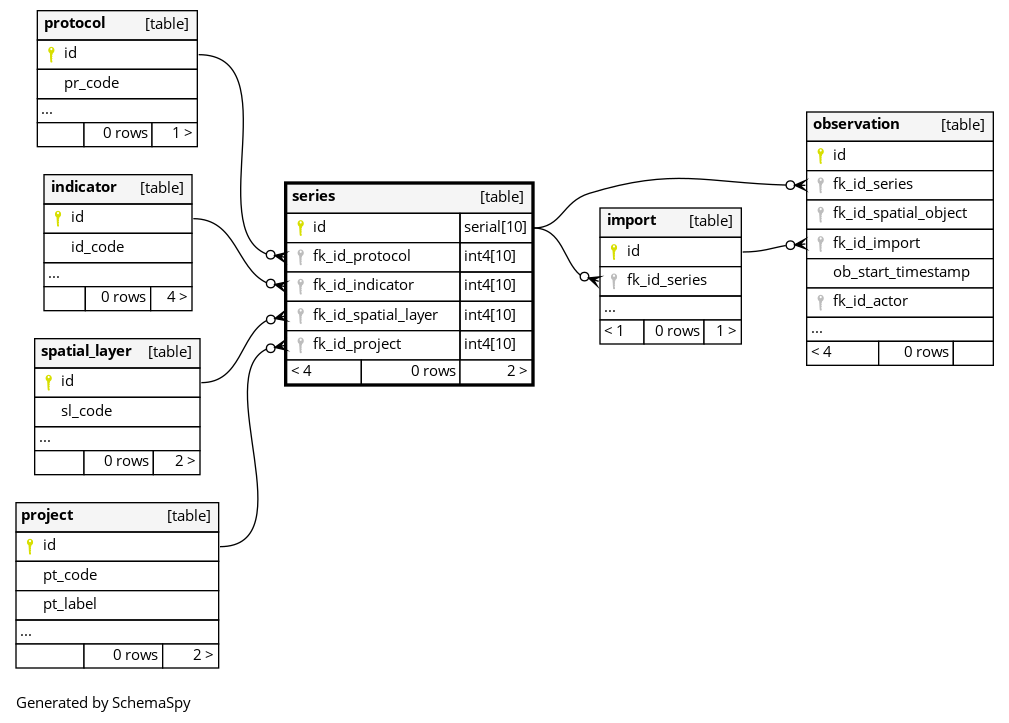 protocol [table]
id
pr_code
...
0 rows 1 >
indicator [table]
id
id_code
...
0 rows 4 >
spatial_layer [table]
id
sl_code
...
0 rows 2 >
project [table]
id
pt_code
pt_label
...
0 rows 2 >
series [table]
id serial[10]
fk_id_protocol int4[10]
fk_id_indicator int4[10]
fk_id_spatial_layer int4[10]
fk_id_project int4[10]
< 4 0 rows 2 >
import [table]
id
fk_id_series
...
< 1 0 rows 1 >
observation [table]
id
fk_id_series
fk_id_spatial_object
fk_id_import
ob_start_timestamp
fk_id_actor
...
< 4 0 rows
Generated by SchemaSpy